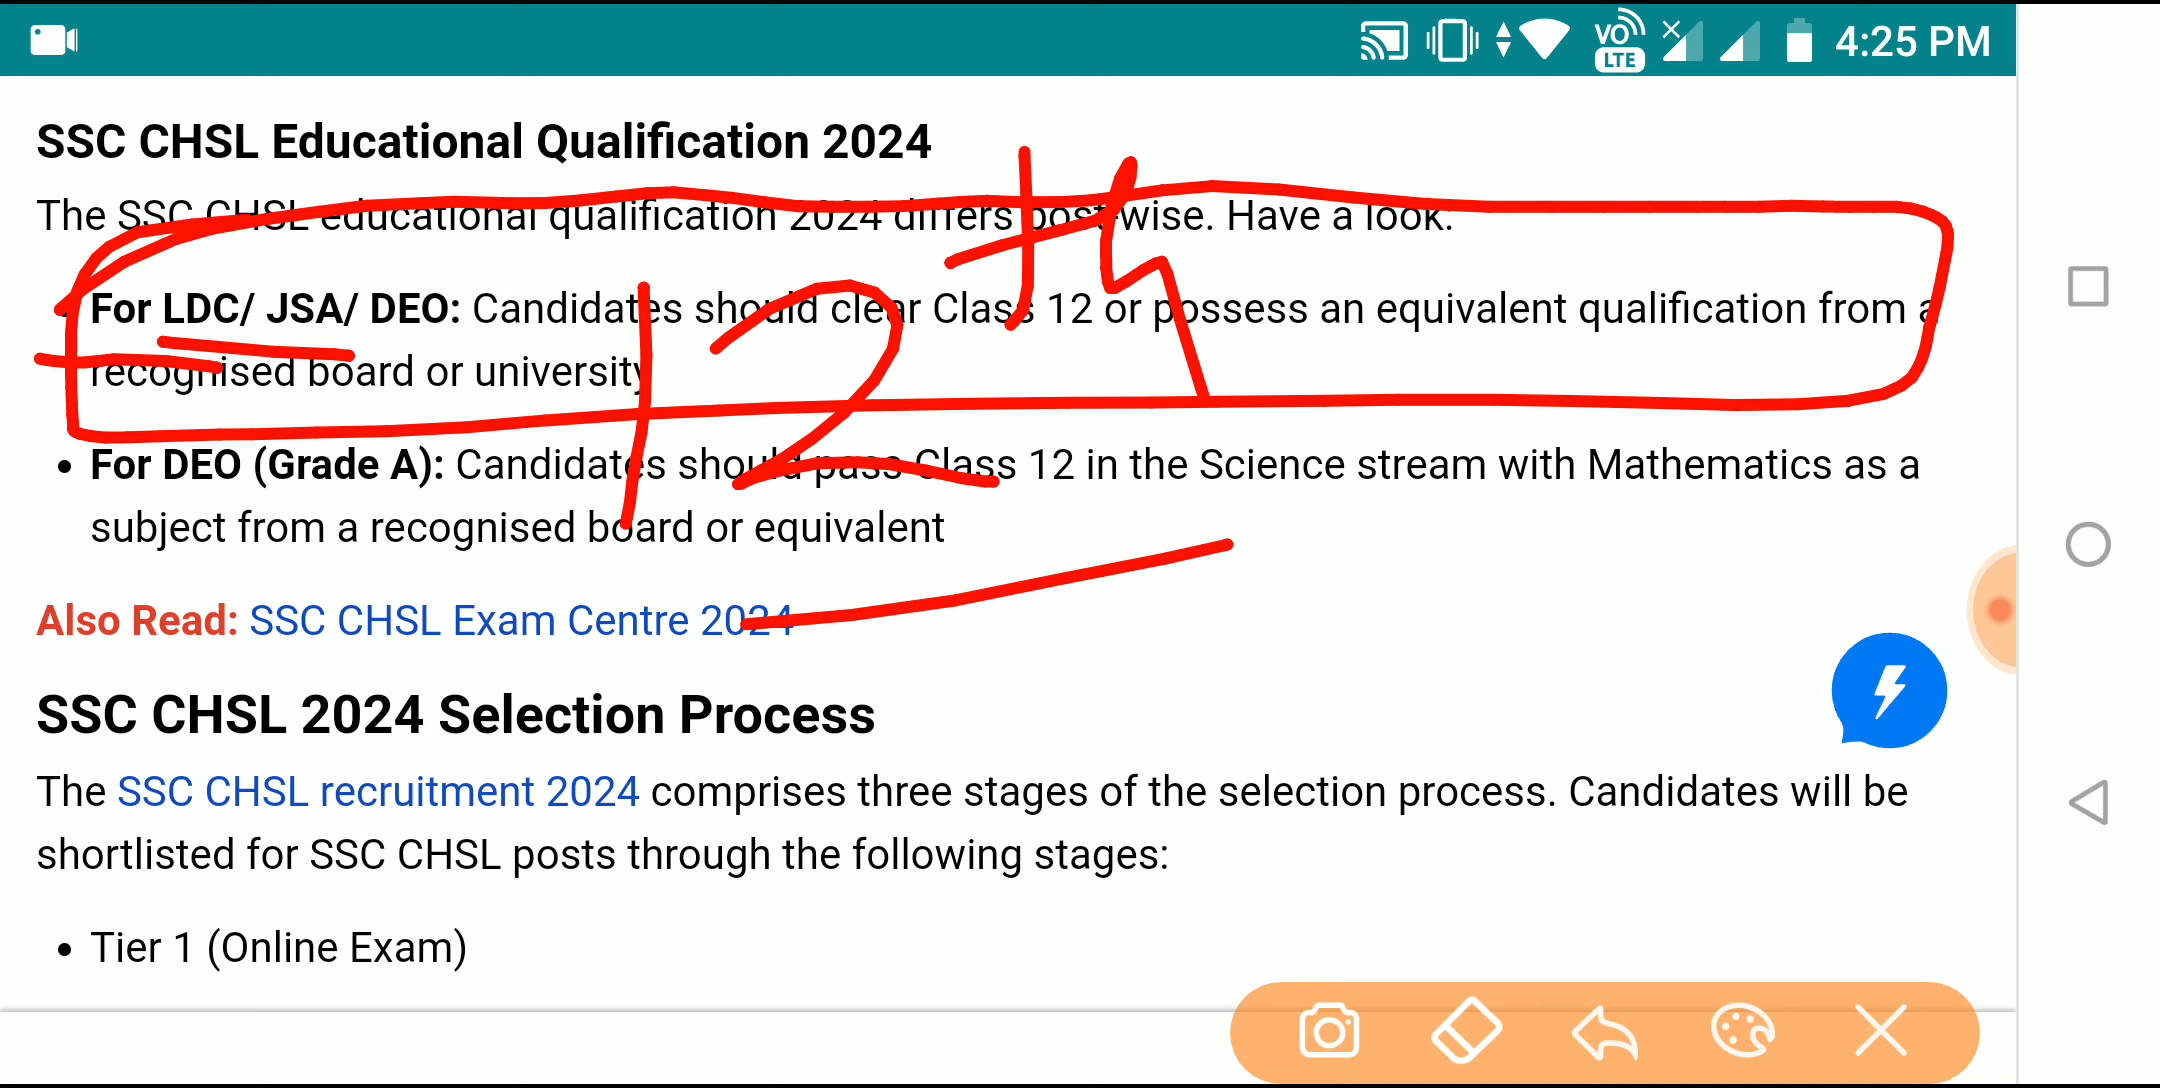 VO LTE 4:25 PM
SSC CHSL Educational Qualification 2024
The SSC CHSL educational qualification 2024 differs post-wise. Have a look:
For LDC/ JSA/ DEO: Candidates should clear Class 12 or possess an equivalent qualification from a
recognised board or university
12th
• For DEO (Grade A): Candidates should pass Class 12 in the Science stream with Mathematics as a
subject from a recognised board or equivalent
Also Read: SSC CHSL Exam Centre 2024
SSC CHSL 2024 Selection Process
The SSC CHSL recruitment 2024 comprises three stages of the selection process. Candidates will be
shortlisted for SSC CHSL posts through the following stages:
• Tier 1 (Online Exam)